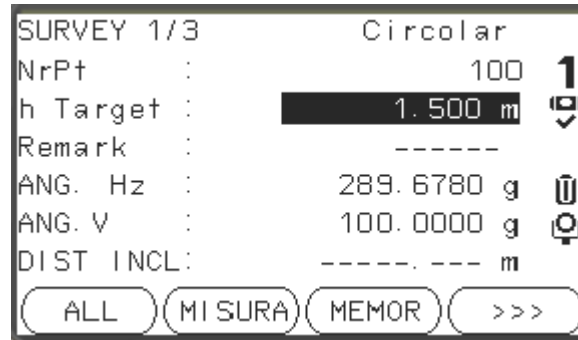 SURVEY 1/3 Circolar
NrPt : 100 1
h Target : 1.500 m
Remark : ------
ANG. Hz : 289.6780 g
ANG.V : 100.0000 g
DIST INCL: -----.--- m
ALL MISURA MEMOR >>>